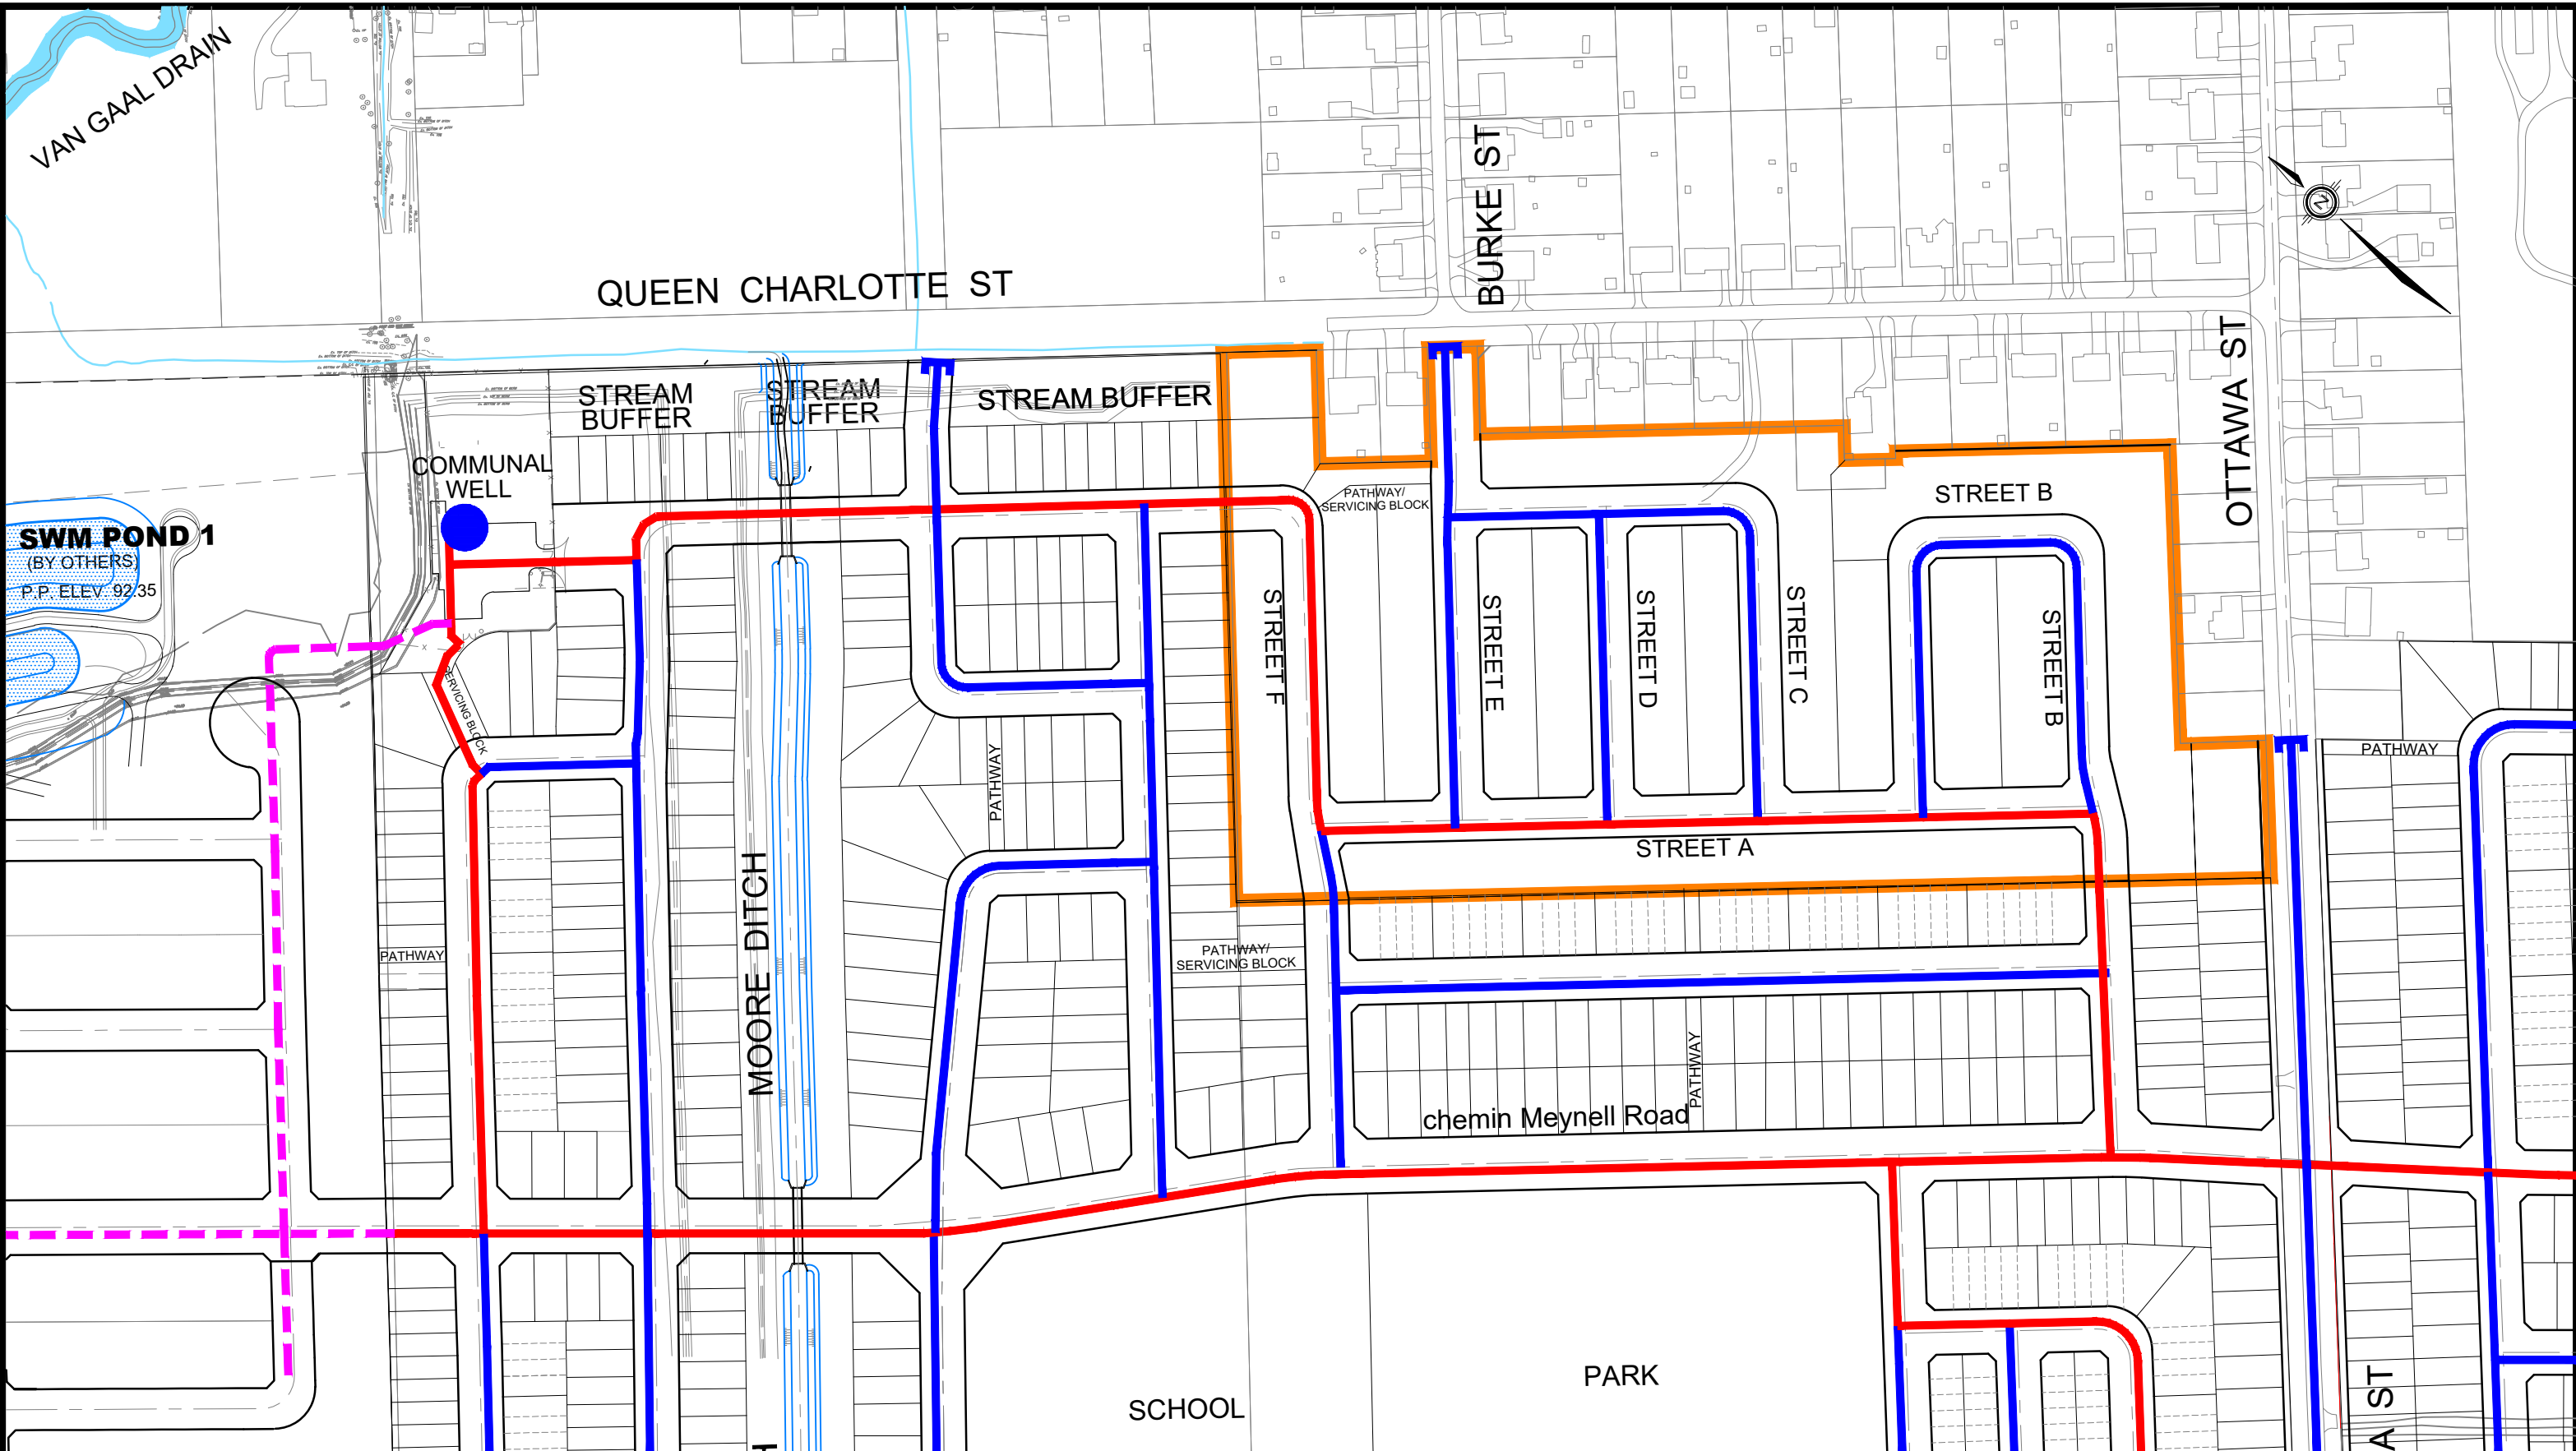 VAN GAAL DRAIN
QUEEN CHARLOTTE ST
BURKE ST
OTTAWA ST
N
STREAM
BUFFER
STREAM
BUFFER
STREAM BUFFER
COMMUNAL
WELL
SWM POND 1
(BY OTHERS)
P.P. ELEV 92.35
SERVICING BLOCK
PATHWAY/
SERVICING BLOCK
STREET B
STREET F
STREET E
STREET D
STREET C
STREET B
STREET A
PATHWAY
PATHWAY
PATHWAY
MOORE DITCH
PATHWAY/
SERVICING BLOCK
PATHWAY
chemin Meynell Road
SCHOOL
PARK
A ST
H